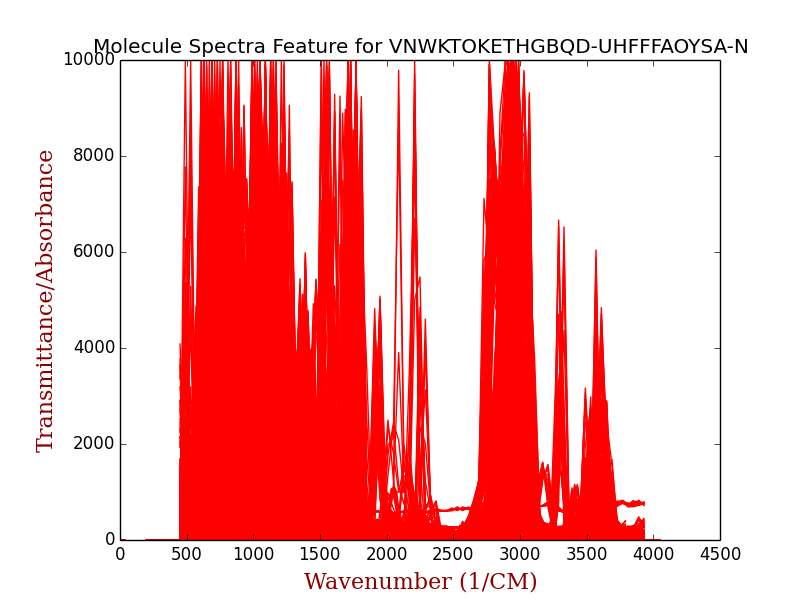 Molecule Spectra Feature for VNWKTOKETHGBQD-UHFFFAOYSA-N
10000
8000
6000
4000
2000
0
Transmittance/Absorbance
0 500 1000 1500 2000 2500 3000 3500 4000 4500
Wavenumber (1/CM)